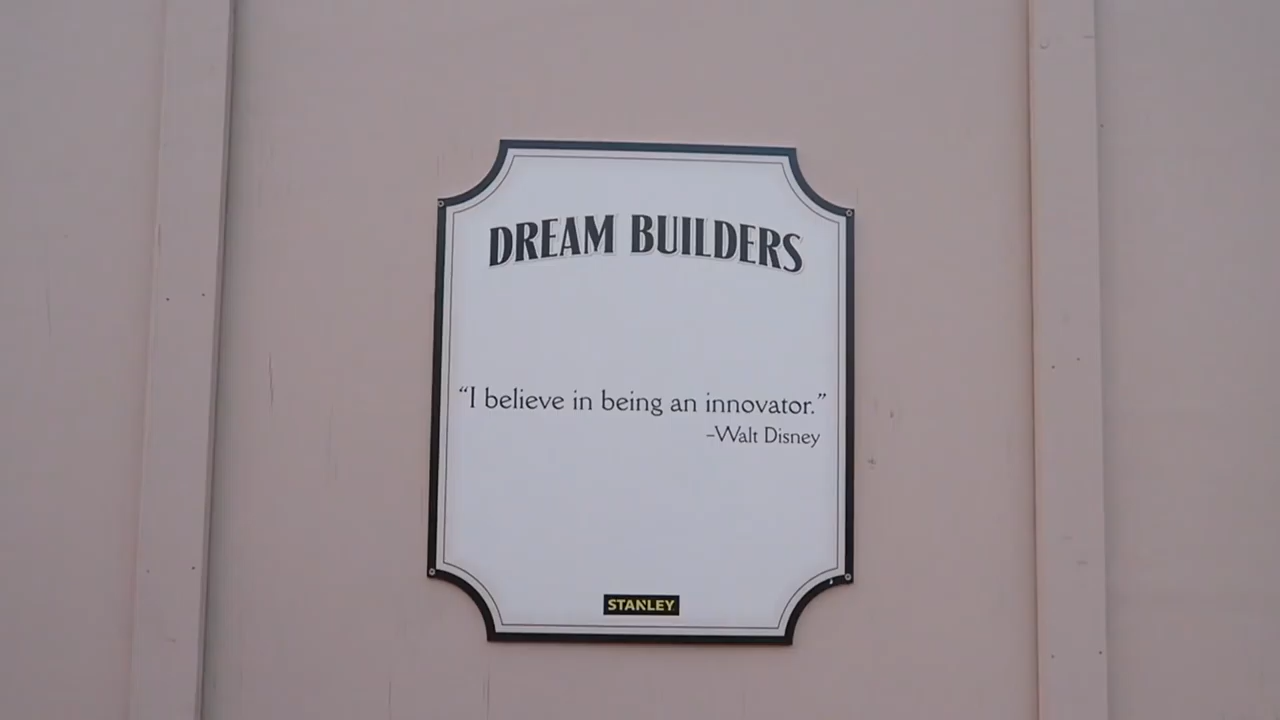 DREAM BUILDERS
“I believe in being an innovator.”
–Walt Disney
STANLEY